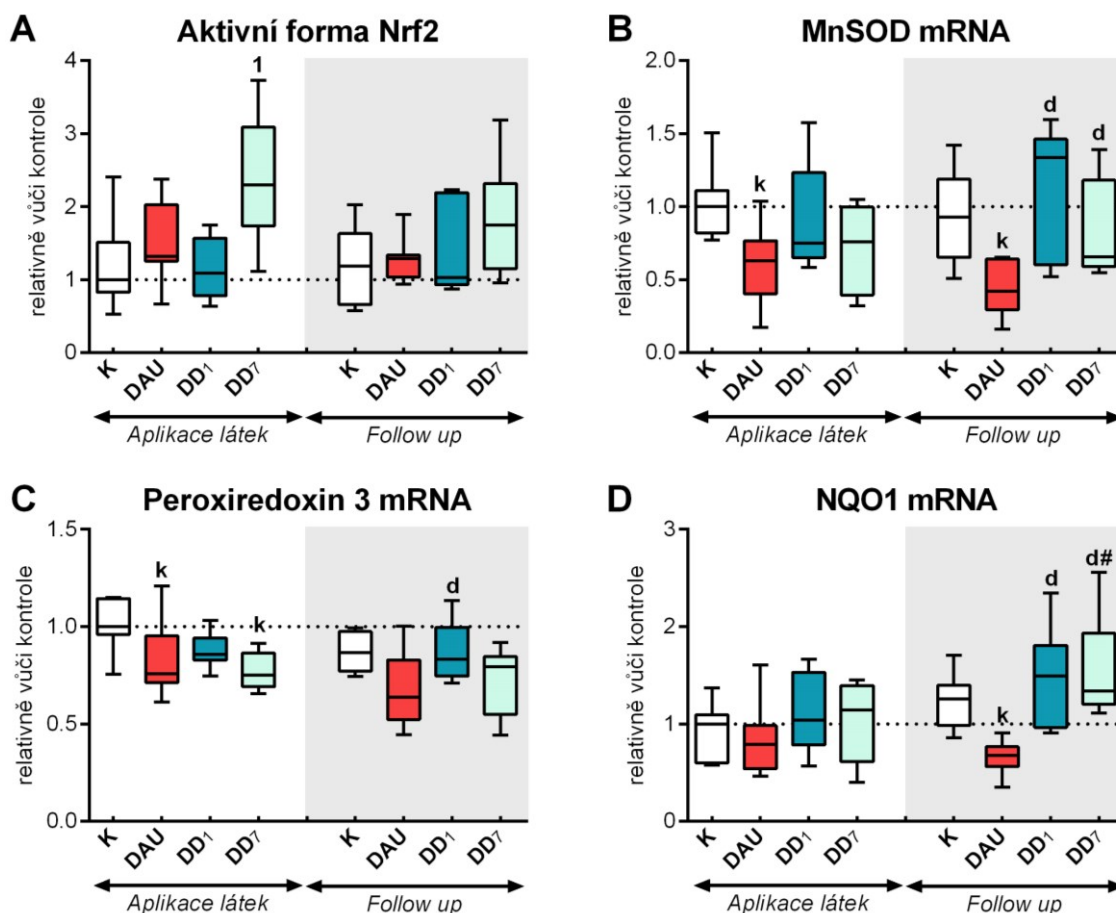 A
Aktivní forma Nrf2
relativně vůči kontrole
4
3
2
1
0
1
K
DAU
DD1
DD7
K
DAU
DD1
DD7
Aplikace látek
Follow up
B
MnSOD mRNA
relativně vůči kontrole
2.0
1.5
1.0
0.5
0.0
k
k
d
d
K
DAU
DD1
DD7
K
DAU
DD1
DD7
Aplikace látek
Follow up
C
Peroxiredoxin 3 mRNA
relativně vůči kontrole
1.5
1.0
0.5
0.0
k
k
d
K
DAU
DD1
DD7
K
DAU
DD1
DD7
Aplikace látek
Follow up
D
NQO1 mRNA
relativně vůči kontrole
3
2
1
0
k
d
d#
K
DAU
DD1
DD7
K
DAU
DD1
DD7
Aplikace látek
Follow up